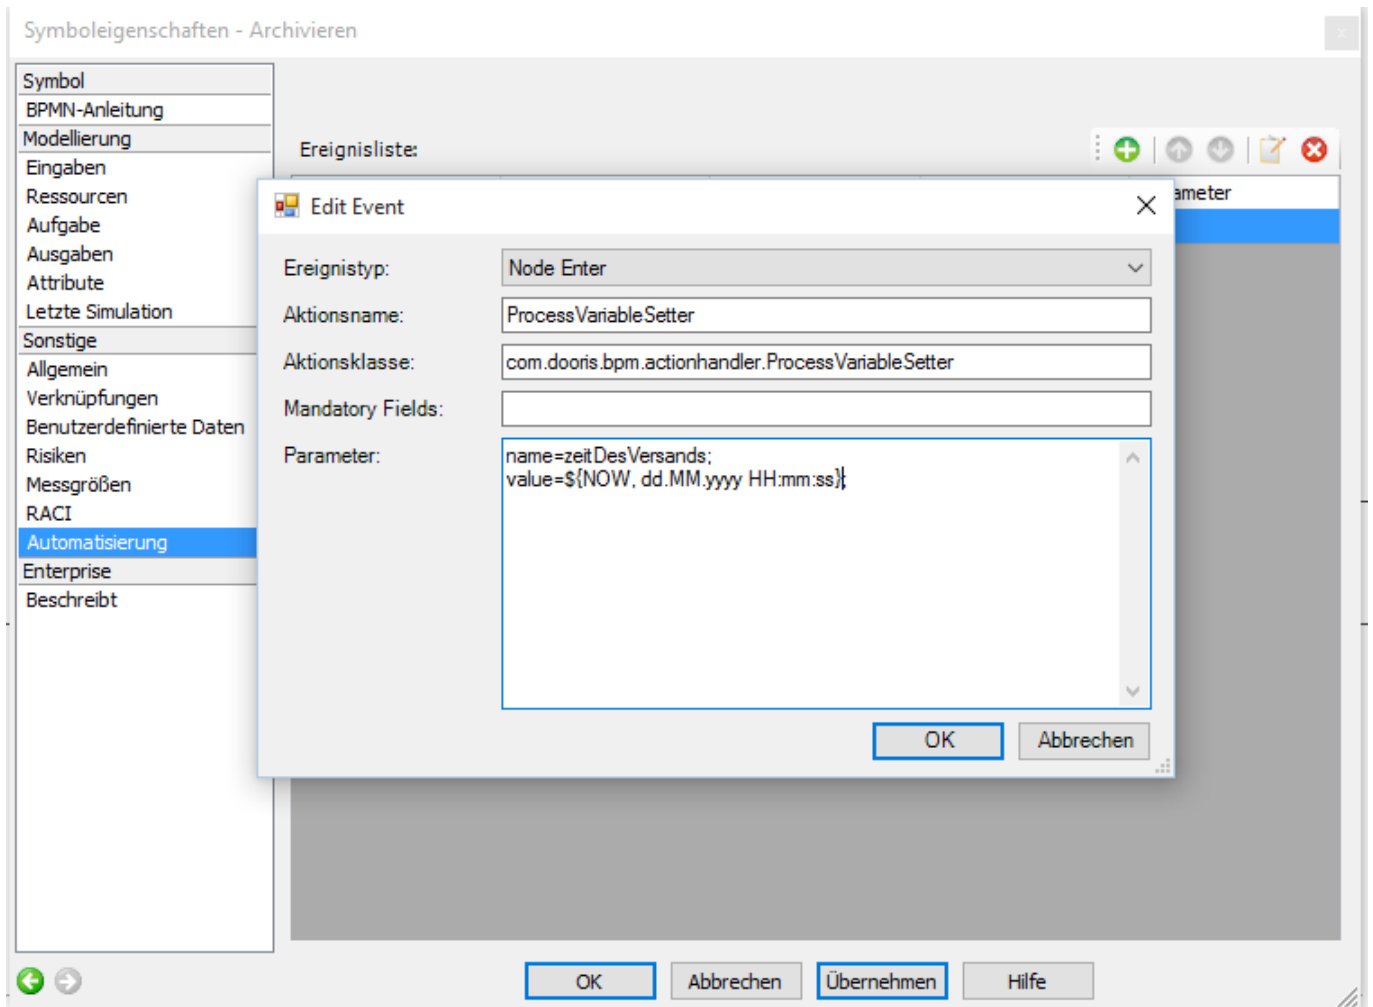 Symboleigenschaften - Archivieren
Symbol
BPMN-Anleitung
Modellierung
Eingaben
Ressourcen
Aufgabe
Ausgaben
Attribute
Letzte Simulation
Sonstige
Allgemein
Verknüpfungen
Benutzerdefinierte Daten
Risiken
Messgrößen
RACI
Automatisierung
Enterprise
Beschreibt
Ereignisliste:
ameter
Edit Event
Ereignistyp:
Node Enter
Aktionsname:
ProcessVariableSetter
Aktionsklasse:
com.dooris.bpm.actionhandler.ProcessVariableSetter
Mandatory Fields:
Parameter:
name=zeitDesVersands;
value=${NOW, dd.MM.yyyy HH:mm:ss};
OK
Abbrechen
OK
Abbrechen
Übernehmen
Hilfe